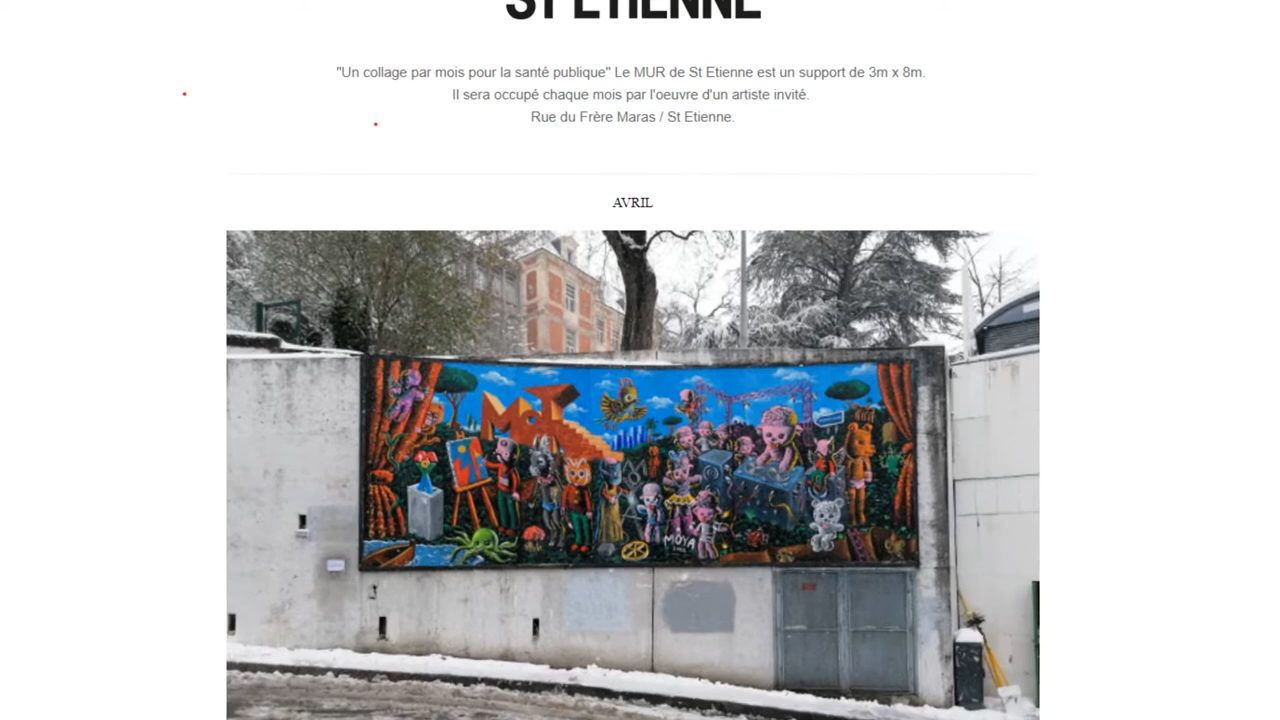 ST ETIENNE
"Un collage par mois pour la santé publique" Le MUR de St Etienne est un support de 3m x 8m.
Il sera occupé chaque mois par l'oeuvre d'un artiste invité.
Rue du Frère Maras / St Etienne.
AVRIL
MOYA